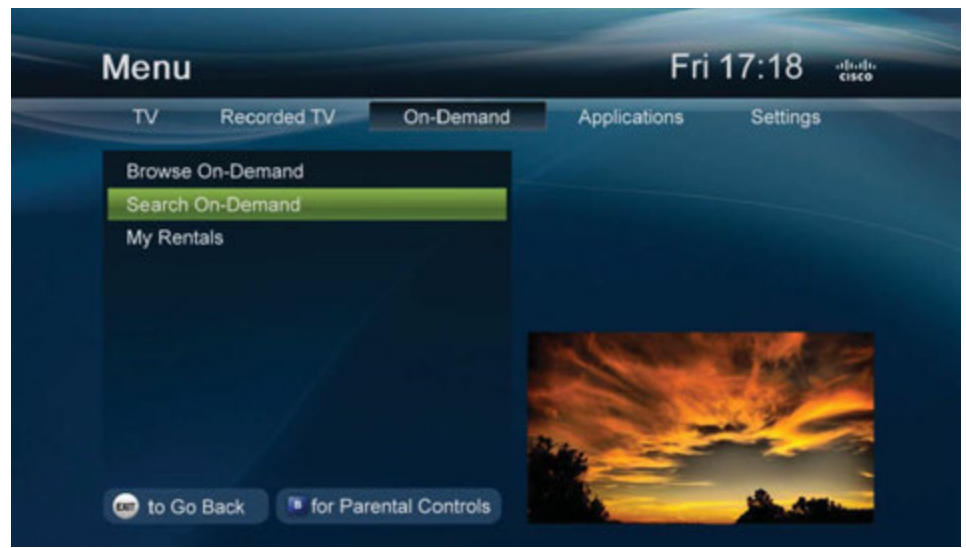 Menu
Fri 17:18
CISCO
TV
Recorded TV
On-Demand
Applications
Settings
Browse On-Demand
Search On-Demand
My Rentals
EXIT to Go Back
B for Parental Controls